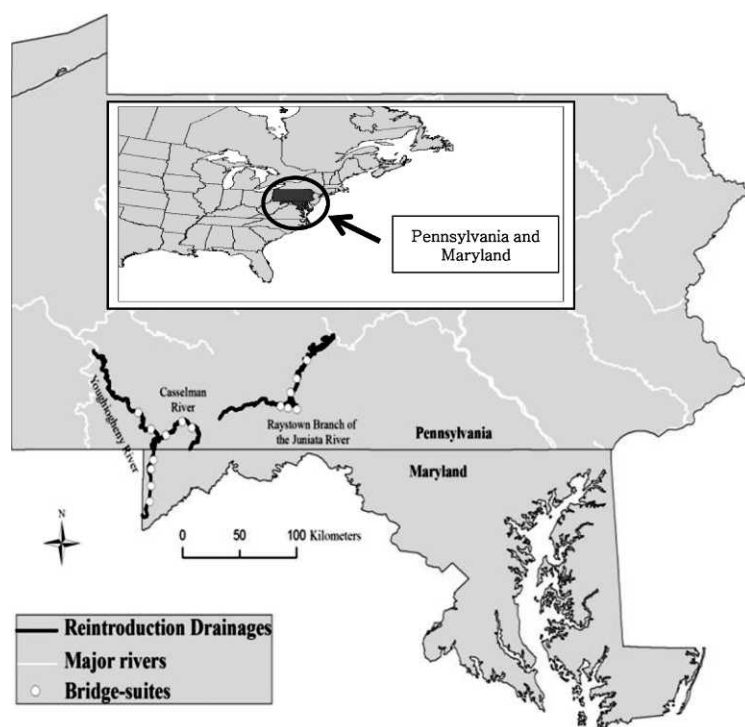 Pennsylvania and
Maryland
Youghiogheny River
Casselman
River
Raystown Branch of
the Juniata River
Pennsylvania
Maryland
N
0 50 100 Kilometers
Reintroduction Drainages
Major rivers
Bridge-suites